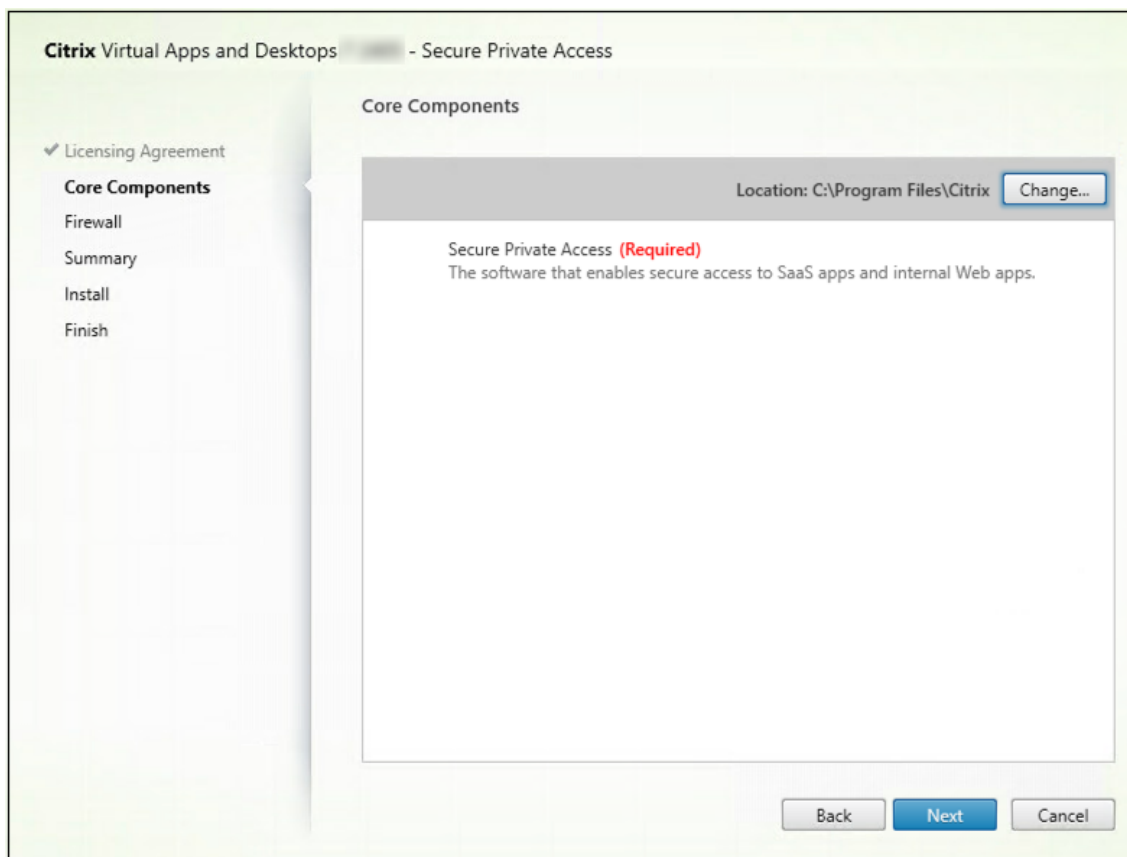 Citrix Virtual Apps and Desktops - Secure Private Access
Core Components
Licensing Agreement
Core Components
Firewall
Summary
Install
Finish
Location: C:\Program Files\Citrix Change...
Secure Private Access (Required)
The software that enables secure access to SaaS apps and internal Web apps.
Back Next Cancel